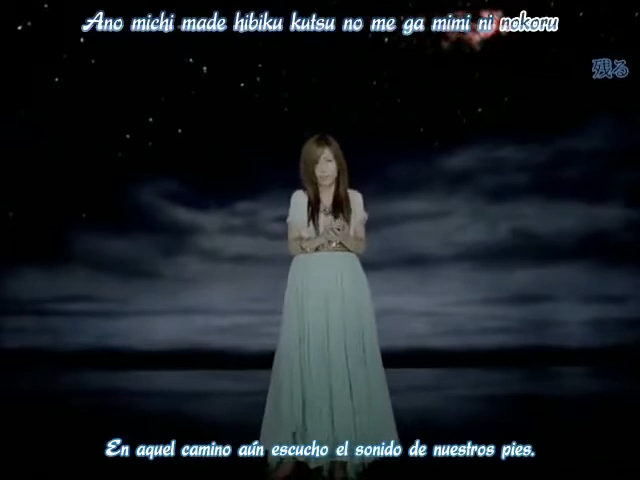 Ano michi made hibiku kutsu no me ga mimi ni nokoru
残る
En aquel camino aún escucho el sonido de nuestros pies.